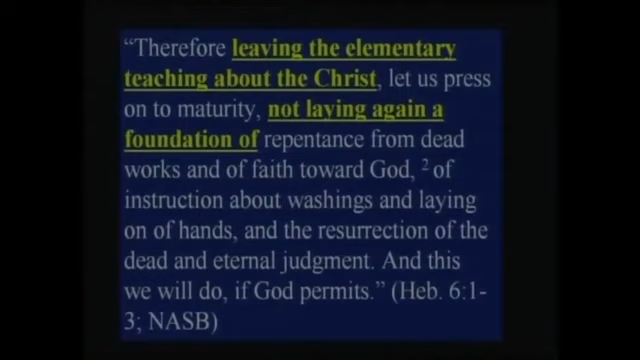 “Therefore leaving the elementary
teaching about the Christ, let us press
on to maturity, not laying again a
foundation of repentance from dead
works and of faith toward God, ² of
instruction about washings and laying
on of hands, and the resurrection of the
dead and eternal judgment. And this
we will do, if God permits.” (Heb. 6:1-
3; NASB)